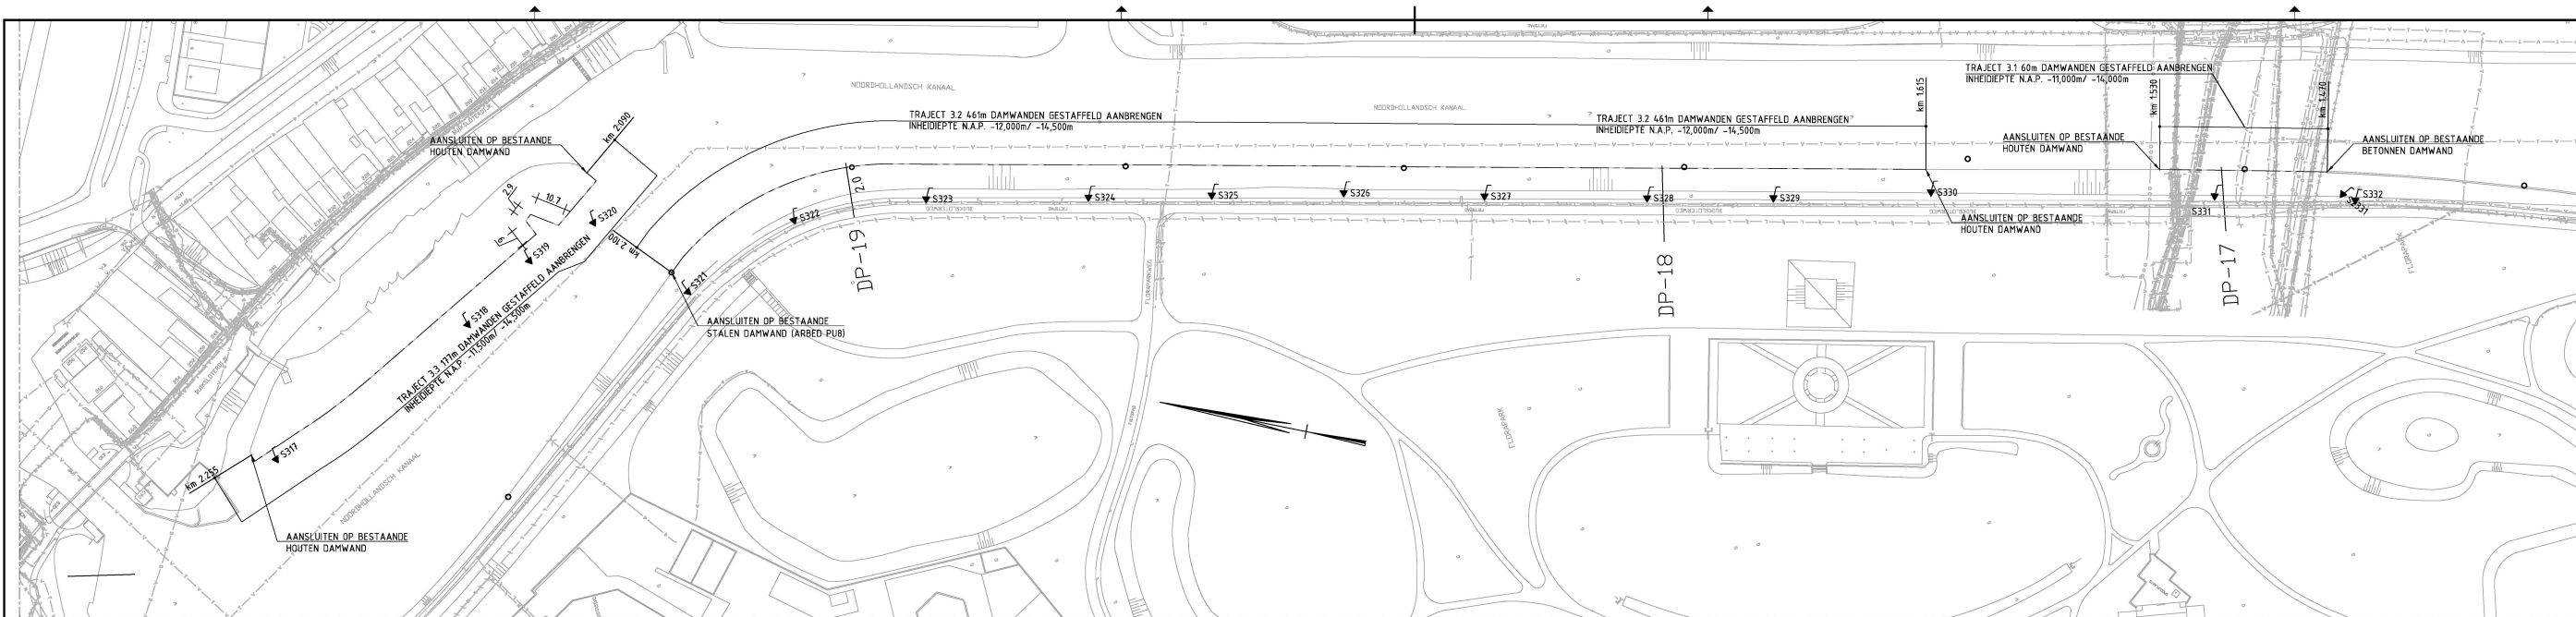 NOORDHOLLANDSCH KANAAL
NOORDHOLLANDSCH KANAAL
TRAJECT 3.1 60m DAMWANDEN GESTAFFELD AANBRENGEN
INHEIDIEPTE N.A.P. -11,000m/ -14,000m
km 1.615
km 1.530
km 1.470
TRAJECT 3.2 461m DAMWANDEN GESTAFFELD AANBRENGEN
INHEIDIEPTE N.A.P. -12,000m/ -14,500m
TRAJECT 3.2 461m DAMWANDEN GESTAFFELD AANBRENGEN
INHEIDIEPTE N.A.P. -12,000m/ -14,500m
AANSLUITEN OP BESTAANDE
HOUTEN DAMWAND
km 2.090
AANSLUITEN OP BESTAANDE
HOUTEN DAMWAND
AANSLUITEN OP BESTAANDE
BETONNEN DAMWAND
2.9
10.7
2.0
S320
S322
S323
S324
S325
S326
S327
S328
S329
S330
S331
S332
S331
AANSLUITEN OP BESTAANDE
HOUTEN DAMWAND
S319
km 2.100
S321
DP-19
DP-18
DP-17
FLORAPARKWEG
FLORAPARK
S318
TRAJECT 3.3 177m DAMWANDEN GESTAFFELD AANBRENGEN
INHEIDIEPTE N.A.P. -11,500m/ -14,500m
AANSLUITEN OP BESTAANDE
STALEN DAMWAND (ARBED PU8)
FLORAPARK
S317
km 2.255
NOORDHOLLANDSCH KANAAL
AANSLUITEN OP BESTAANDE
HOUTEN DAMWAND